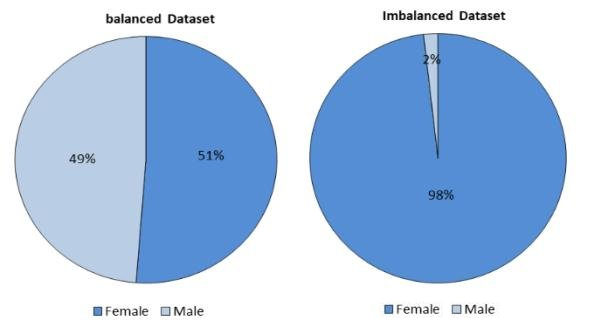 balanced Dataset
49%
51%
Female Male
Imbalanced Dataset
2%
98%
Female Male